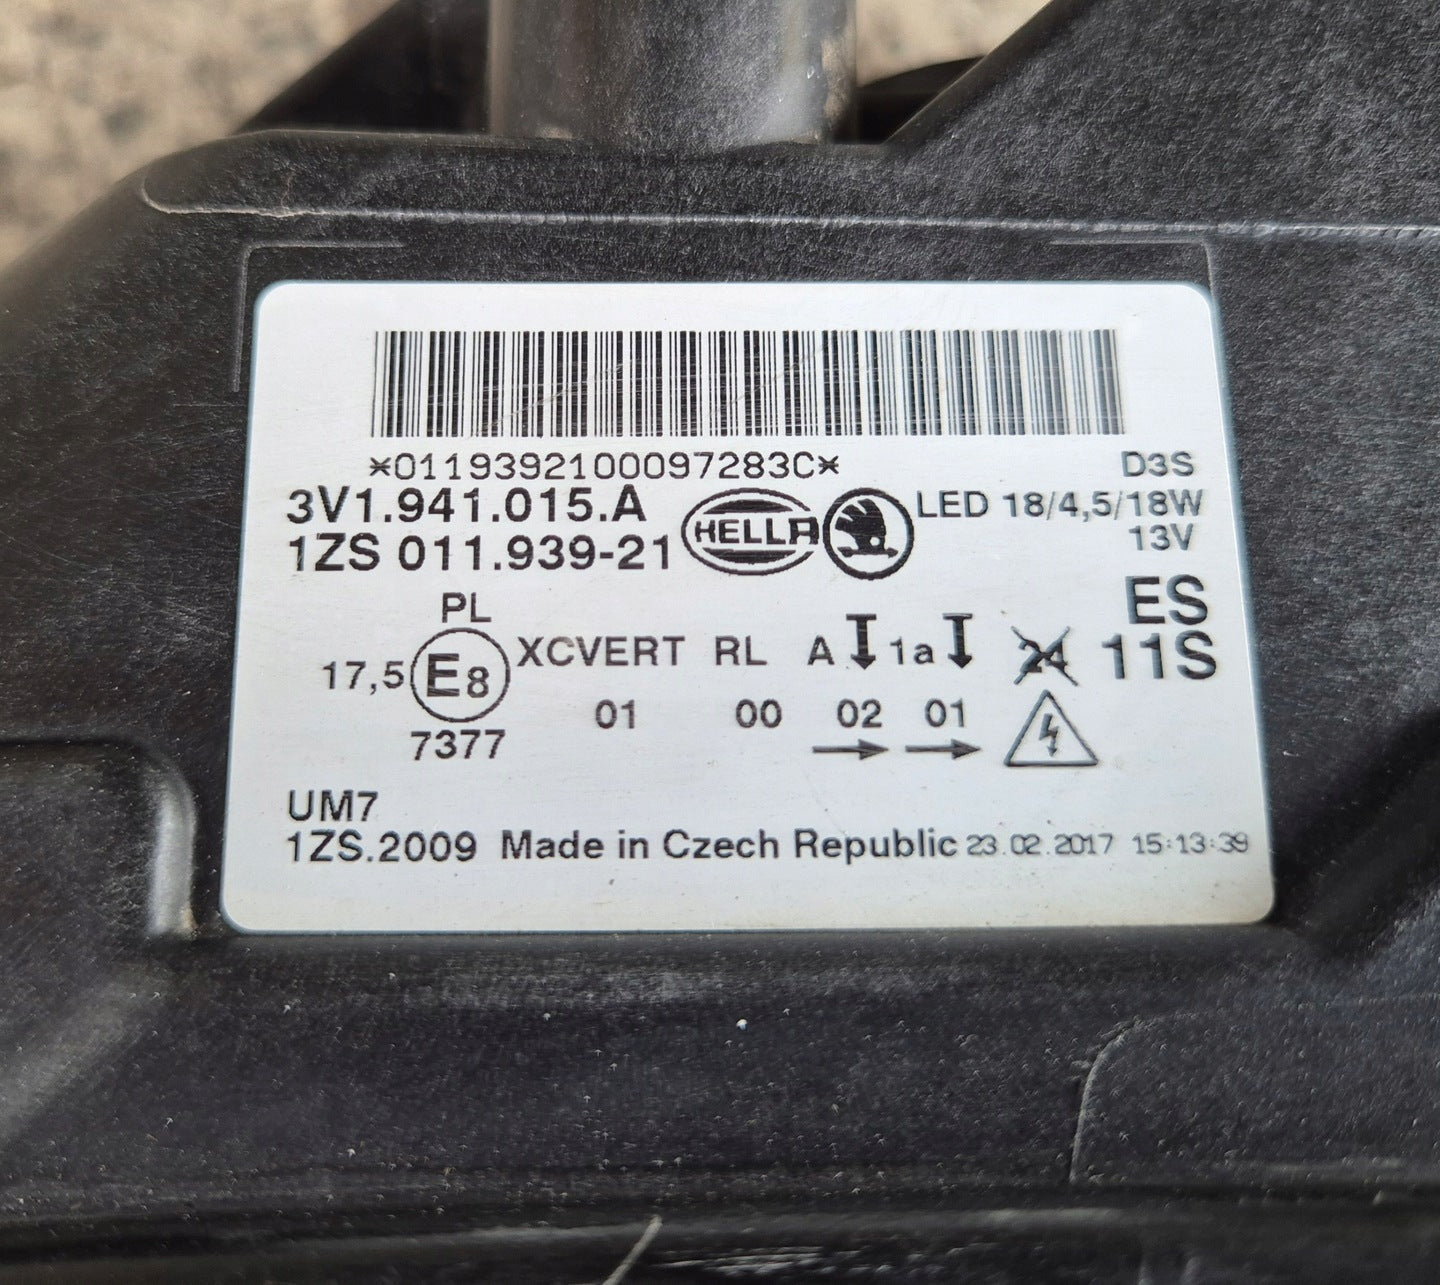 *0119392100097283C*
D3S
3V1.941.015.A
HELLA
LED 18/4,5/18W
1ZS 011.939-21
13V
PL
ES
17,5 E8 XCVERT RL A 1a 24 11S
01 00 02 01
7377
UM7
1ZS.2009 Made in Czech Republic 23.02.2017 15:13:39